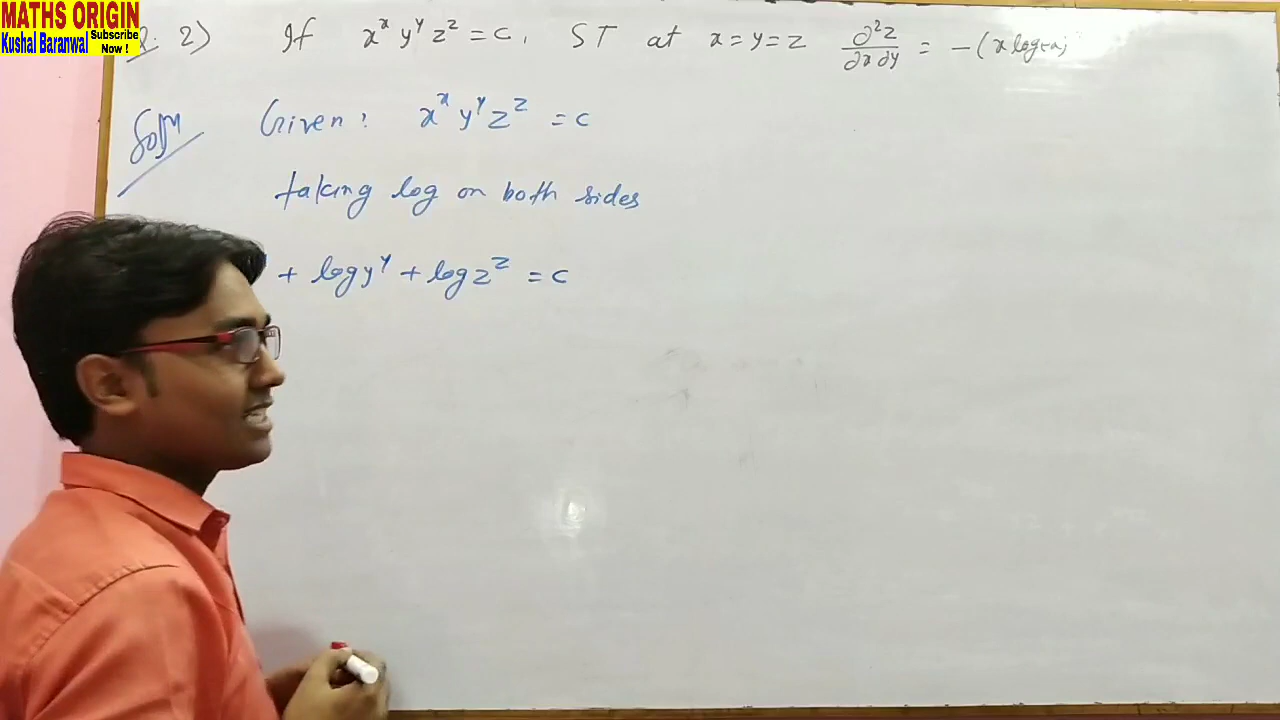 MATHS ORIGIN
Kushal Baranwal Subscribe Now !
2) If x^x y^y z^z = c, ST at x = y = z ∂²z/∂x∂y = -(x log
Soln Given: x^x y^y z^z = c
taking log on both sides
+ log y^y + log z^z = c